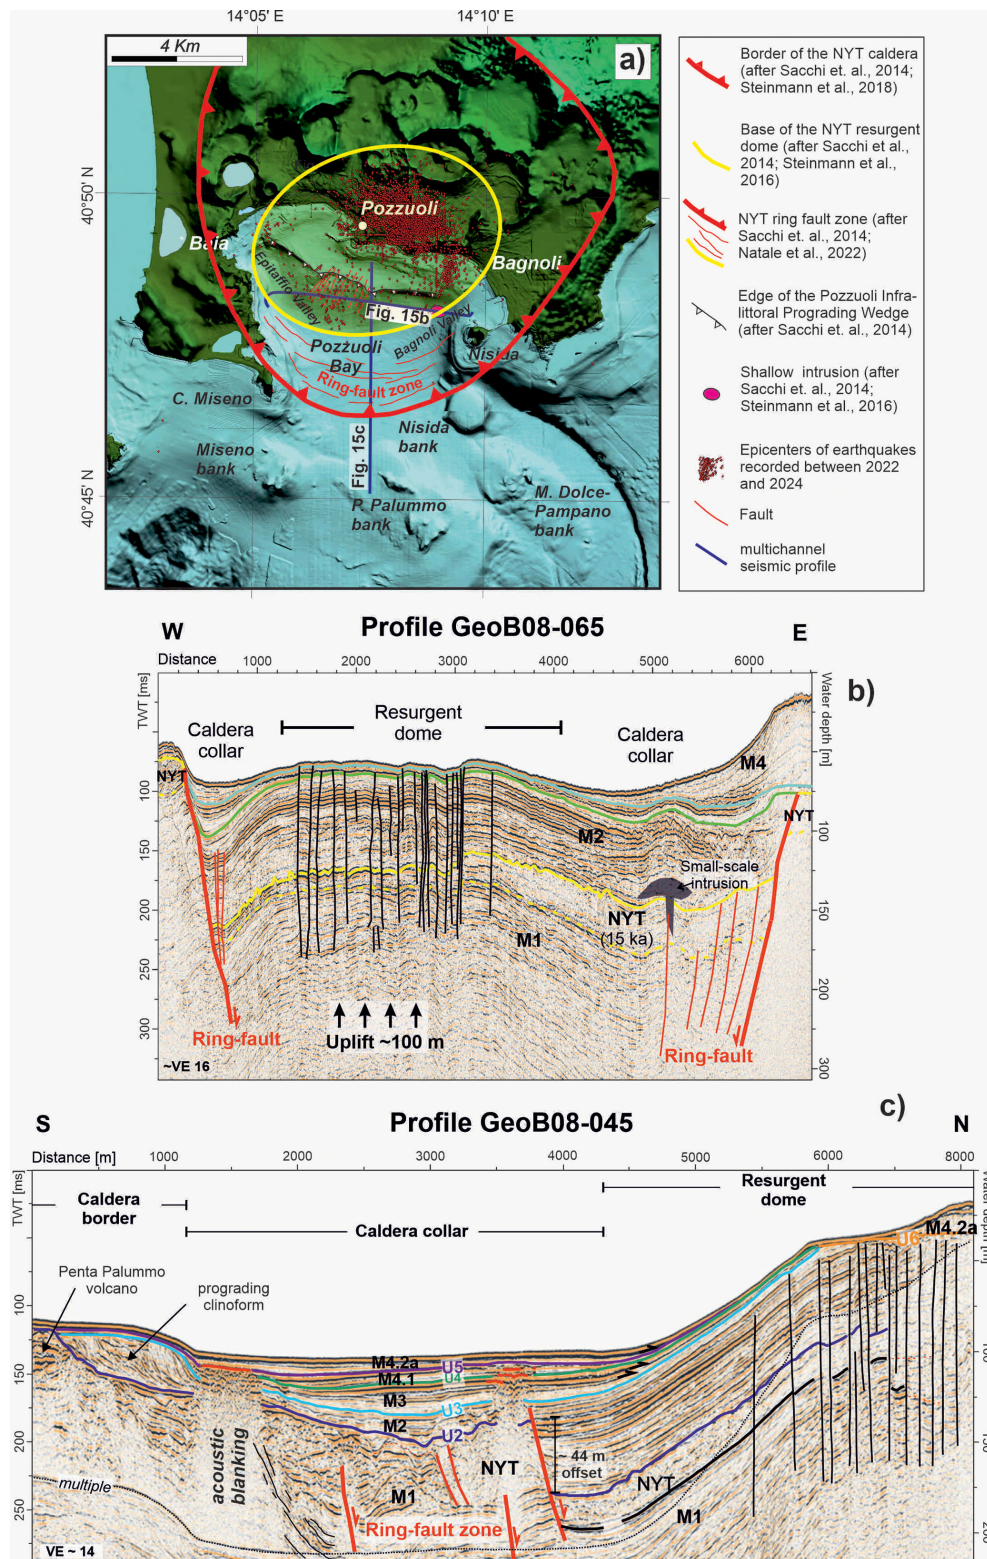 14°05' E
14°10' E
4 Km
a)
40°50' N
Pozzuoli
Baia
Bagnoli
Epitaffio Valley
Fig. 15b
Bagnoli Valley
Pozzuoli
Bay
Nisida
Ring-fault zone
C. Miseno
Nisida
bank
Miseno
bank
Fig. 15c
40°45' N
P. Palummo
bank
M. Dolce-
Pampano
bank
Border of the NYT caldera
(after Sacchi et. al., 2014;
Steinmann et al., 2018)
Base of the NYT resurgent
dome (after Sacchi et al.,
2014; Steinmann et al.,
2016)
NYT ring fault zone (after
Sacchi et. al., 2014;
Natale et al., 2022)
Edge of the Pozzuoli Infra-
littoral Prograding Wedge
(after Sacchi et al., 2014)
Shallow intrusion (after
Sacchi et. al., 2014;
Steinmann et al., 2016)
Epicenters of earthquakes
recorded between 2022
and 2024
Fault
multichannel
seismic profile
W
Profile GeoB08-065
E
Distance
1000
2000
3000
4000
5000
6000
b)
TWT [ms]
Water depth [m]
Caldera
collar
Resurgent
dome
Caldera
collar
M4
NYT
100
100
NYT
M2
150
Small-scale
intrusion
200
NYT
(15 ka)
150
M1
250
200
300
Uplift ~100 m
Ring-fault
Ring-fault
~VE 16
300
c)
S
Profile GeoB08-045
N
Distance [m]
1000
2000
3000
4000
5000
6000
7000
8000
TWT [ms]
Water depth [m]
Caldera
border
Caldera collar
Resurgent
dome
M4.2a
U6
Penta Palummo
volcano
prograding
clinoform
100
100
150
M4.2a
U5
M4.1
U4
M3
U3
M2
U2
200
150
acoustic
blanking
NYT
~ 44 m
offset
NYT
multiple
M1
M1
250
Ring-fault zone
200
VE ~ 14